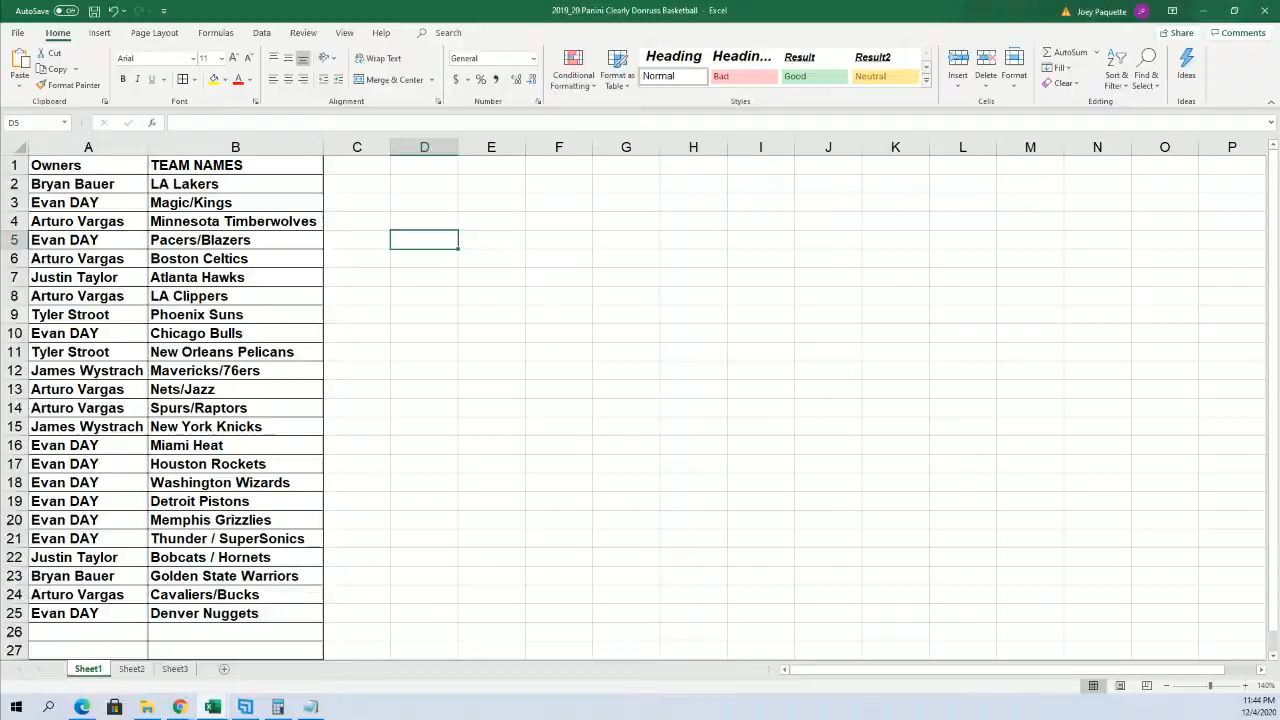 AutoSave Off 2019_20 Panini Clearly Donruss Basketball - Excel Joey Paquette JP
File Home Insert Page Layout Formulas Data Review View Help Search Share Comments
Cut
Copy
Format Painter
Paste
Clipboard
Arial 11
B I U
Font
Wrap Text
Merge & Center
Alignment
General
$ % ,
Number
Conditional Formatting
Format as Table
Heading Headin... Result Result2
Normal Bad Good Neutral
Styles
Insert Delete Format
Cells
AutoSum
Fill
Clear
Sort & Filter
Find & Select
Editing
Ideas
Ideas
D5 fx
A B C D E F G H I J K L M N O P
1 Owners TEAM NAMES
2 Bryan Bauer LA Lakers
3 Evan DAY Magic/Kings
4 Arturo Vargas Minnesota Timberwolves
5 Evan DAY Pacers/Blazers
6 Arturo Vargas Boston Celtics
7 Justin Taylor Atlanta Hawks
8 Arturo Vargas LA Clippers
9 Tyler Stroot Phoenix Suns
10 Evan DAY Chicago Bulls
11 Tyler Stroot New Orleans Pelicans
12 James Wystrach Mavericks/76ers
13 Arturo Vargas Nets/Jazz
14 Arturo Vargas Spurs/Raptors
15 James Wystrach New York Knicks
16 Evan DAY Miami Heat
17 Evan DAY Houston Rockets
18 Evan DAY Washington Wizards
19 Evan DAY Detroit Pistons
20 Evan DAY Memphis Grizzlies
21 Evan DAY Thunder / SuperSonics
22 Justin Taylor Bobcats / Hornets
23 Bryan Bauer Golden State Warriors
24 Arturo Vargas Cavaliers/Bucks
25 Evan DAY Denver Nuggets
26
27
Sheet1 Sheet2 Sheet3
140%
11:44 PM
12/4/2020